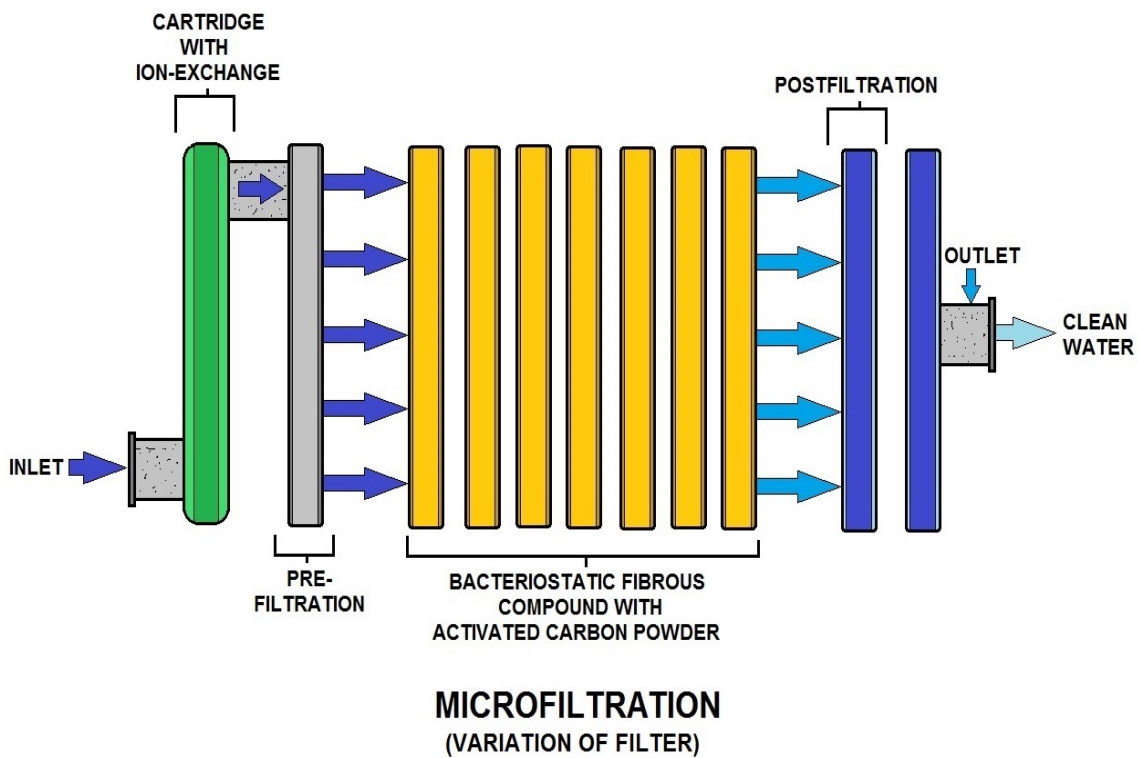 CARTRIDGE
WITH
ION-EXCHANGE
POSTFILTRATION
OUTLET
CLEAN
WATER
INLET
PRE-
FILTRATION
BACTERIOSTATIC FIBROUS
COMPOUND WITH
ACTIVATED CARBON POWDER
MICROFILTRATION
(VARIATION OF FILTER)